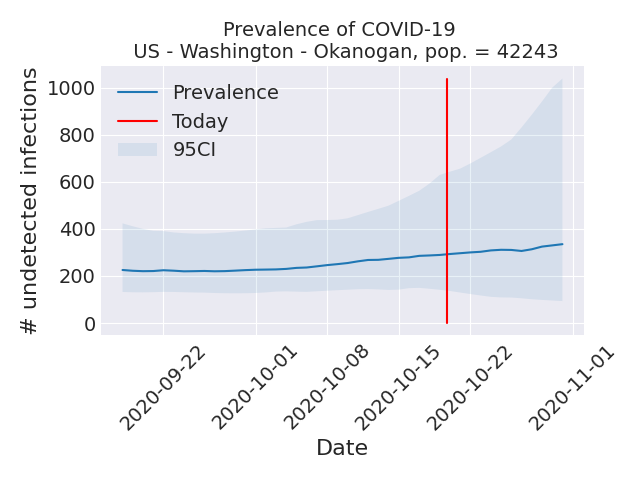 Prevalence of COVID-19
US - Washington - Okanogan, pop. = 42243
# undetected infections
1000
800
600
400
200
0
Prevalence
Today
95CI
2020-09-22
2020-10-01
2020-10-08
2020-10-15
2020-10-22
2020-11-01
Date